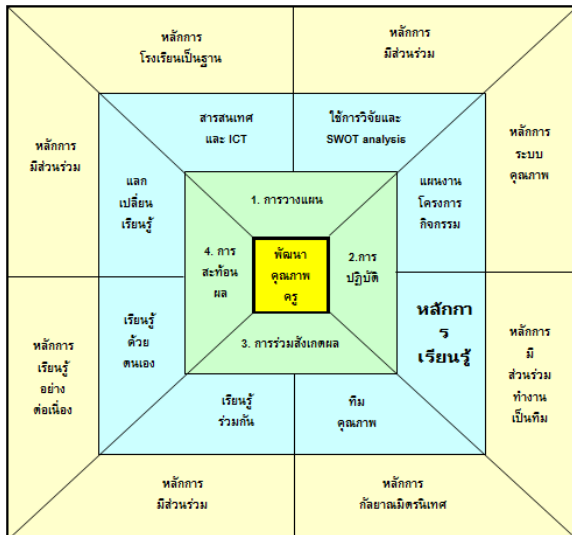 หลักการ
โรงเรียนเป็นฐาน
หลักการ
มีส่วนร่วม
หลักการ
มีส่วนร่วม
สารสนเทศ
และ ICT
ใช้การวิจัยและ
SWOT analysis
หลักการ
ระบบ
คุณภาพ
แลก
เปลี่ยน
เรียนรู้
1. การวางแผน
แผนงาน
โครงการ
กิจกรรม
4. การ
สะท้อน
ผล
พัฒนา
คุณภาพ
ครู
2.การ
ปฏิบัติ
หลักการ
เรียนรู้
อย่าง
ต่อเนื่อง
เรียนรู้
ด้วย
ตนเอง
3. การร่วมสังเกตผล
หลักกา
ร
เรียนรู้
หลักการ
มี
ส่วนร่วม
ทำงาน
เป็นทีม
เรียนรู้
ร่วมกัน
ทีม
คุณภาพ
หลักการ
มีส่วนร่วม
หลักการ
กัลยาณมิตรนิเทศ